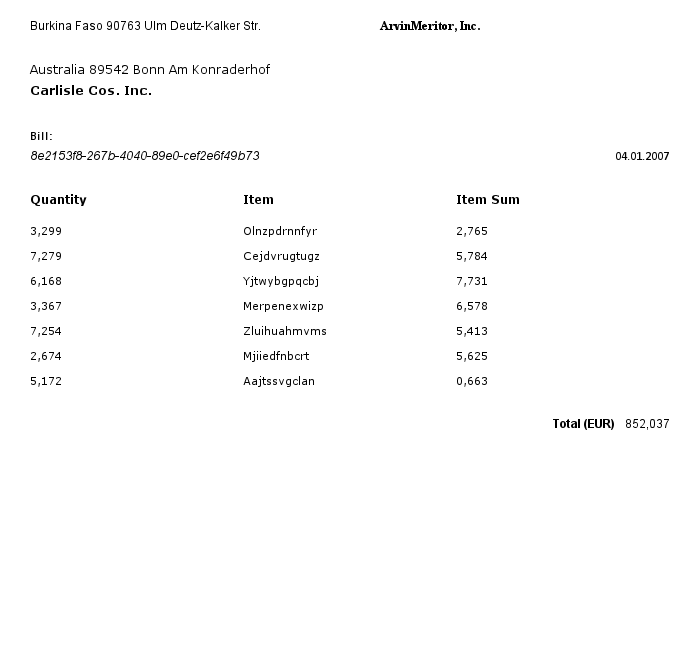 Burkina Faso 90763 Ulm Deutz-Kalker Str. ArvinMeritor, Inc.
Australia 89542 Bonn Am Konraderhof
Carlisle Cos. Inc.
Bill:
8e2153f8-267b-4040-89e0-cef2e6f49b73 04.01.2007
Quantity Item Item Sum
3,299 Olnzpdrnnfyr 2,765
7,279 Cejdvrugtugz 5,784
6,168 Yjtwybgpqcbj 7,731
3,367 Merpenexwizp 6,578
7,254 Zluihuahmvms 5,413
2,674 Mjiiedfnbcrt 5,625
5,172 Aajtssvgclan 0,663
Total (EUR) 852,037